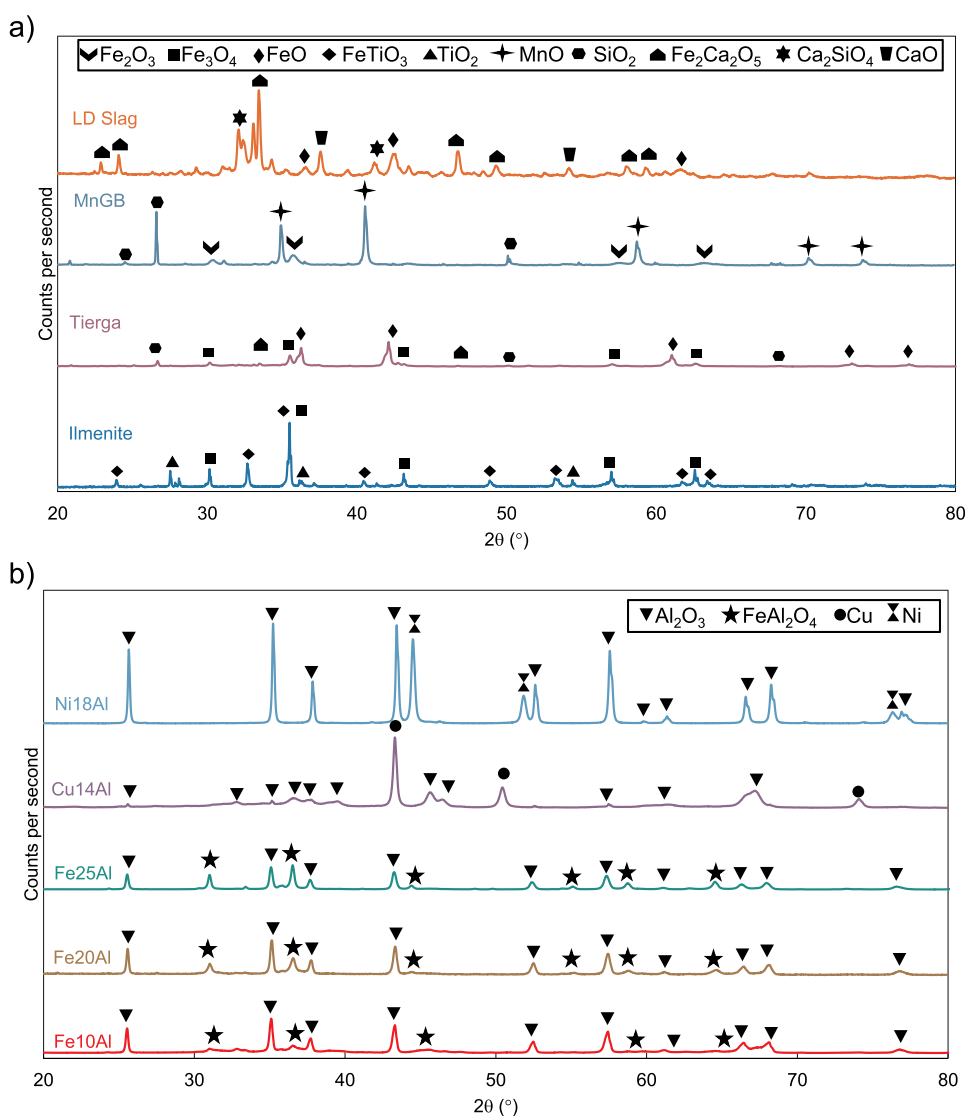 a)
Fe₂O₃ Fe₃O₄ FeO FeTiO₃ TiO₂ MnO SiO₂ Fe₂Ca₂O₅ Ca₂SiO₄ CaO
LD Slag
MnGB
Tierga
Ilmenite
Counts per second
20 30 40 50 60 70 80
2θ (°)
b)
Al₂O₃ FeAl₂O₄ Cu Ni
Ni18Al
Cu14Al
Fe25Al
Fe20Al
Fe10Al
Counts per second
20 30 40 50 60 70 80
2θ (°)